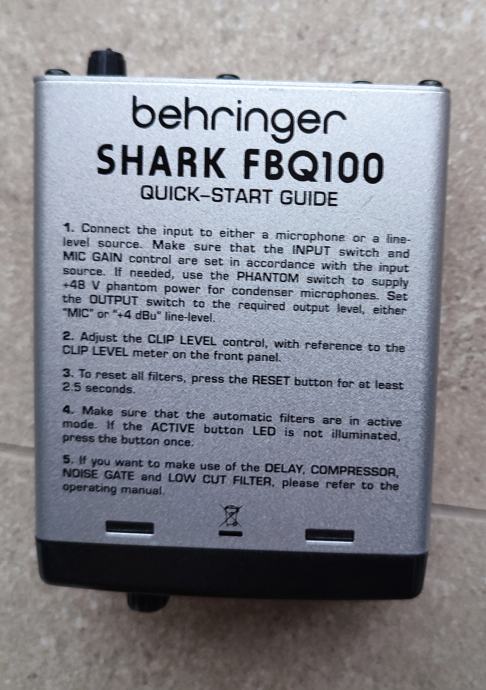 behringer
SHARK FBQ100
QUICK-START GUIDE
1. Connect the input to either a microphone or a line-
level source. Make sure that the INPUT switch and
MIC GAIN control are set in accordance with the input
source. If needed, use the PHANTOM switch to supply
+48 V phantom power for condenser microphones. Set
the OUTPUT switch to the required output level, either
"MIC" or "+4 dBu" line-level.
2. Adjust the CLIP LEVEL control, with reference to the
CLIP LEVEL meter on the front panel.
3. To reset all filters, press the RESET button for at least
2.5 seconds.
4. Make sure that the automatic filters are in active
mode. If the ACTIVE button LED is not illuminated,
press the button once.
5. If you want to make use of the DELAY, COMPRESSOR,
NOISE GATE and LOW CUT FILTER, please refer to the
operating manual.